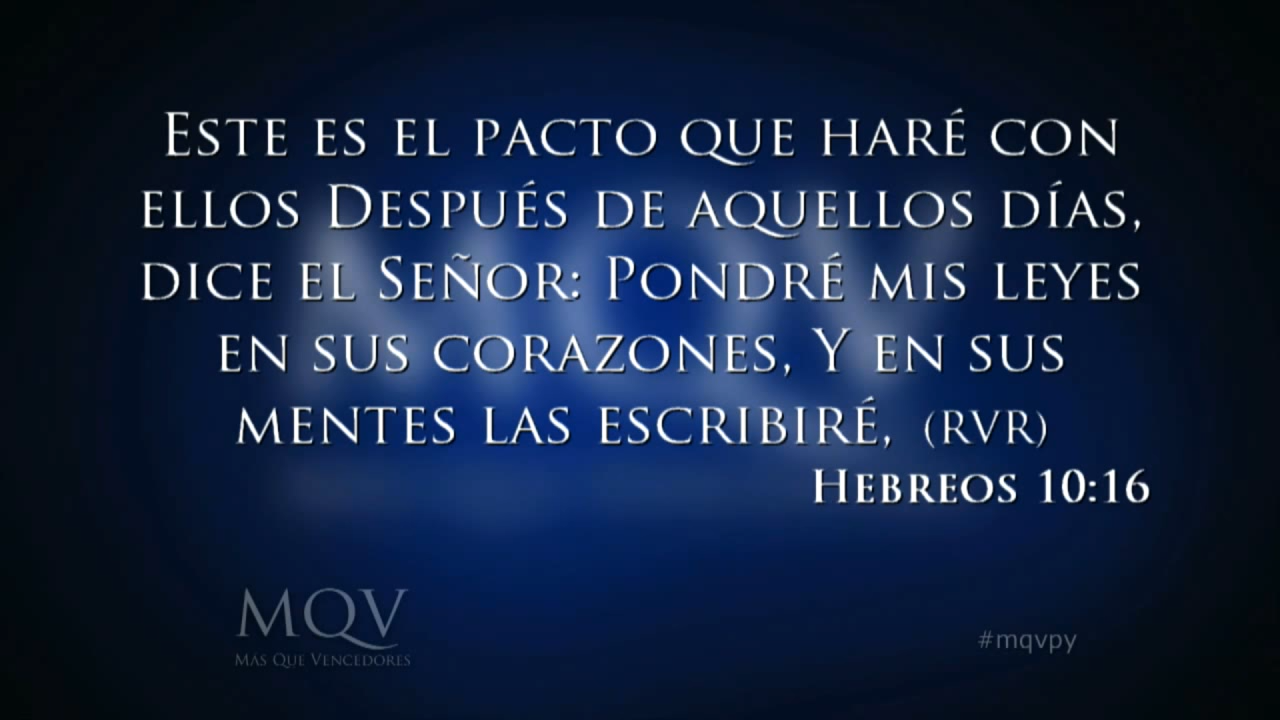 Este es el pacto que haré con
ellos Después de aquellos días,
dice el Señor: Pondré mis leyes
en sus corazones, Y en sus
mentes las escribiré, (RVR)
Hebreos 10:16
MQV
Más Que Vencedores
#mqvpy